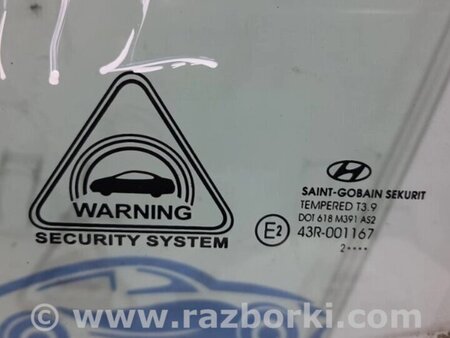 WARNING
SECURITY SYSTEM
SAINT-GOBAIN SEKURIT
TEMPERED T3.9
DOT 618 M391 AS2
E2 43R-001167
2••••
www.razborki.com